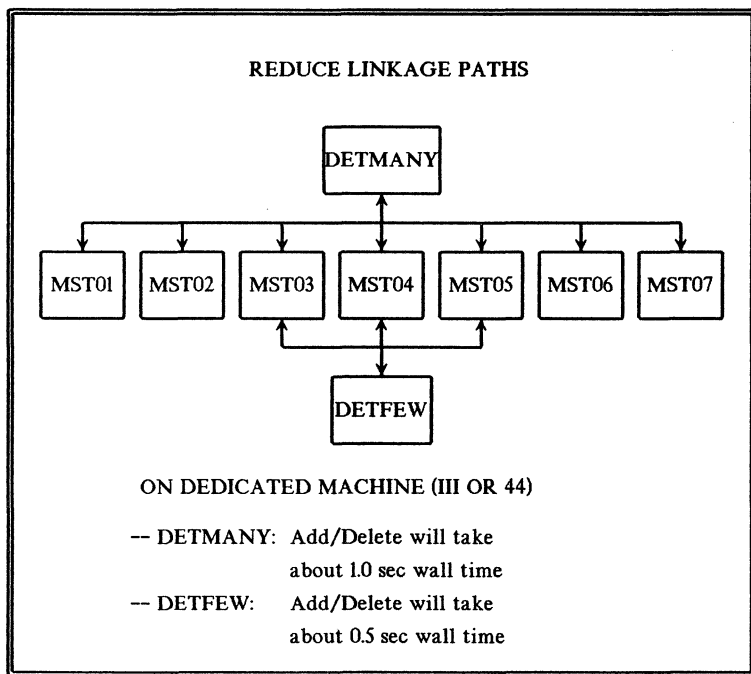 REDUCE LINKAGE PATHS
DETMANY
MST01 MST02 MST03 MST04 MST05 MST06 MST07
DETFEW
ON DEDICATED MACHINE (III OR 44)
-- DETMANY: Add/Delete will take
about 1.0 sec wall time
-- DETFEW: Add/Delete will take
about 0.5 sec wall time